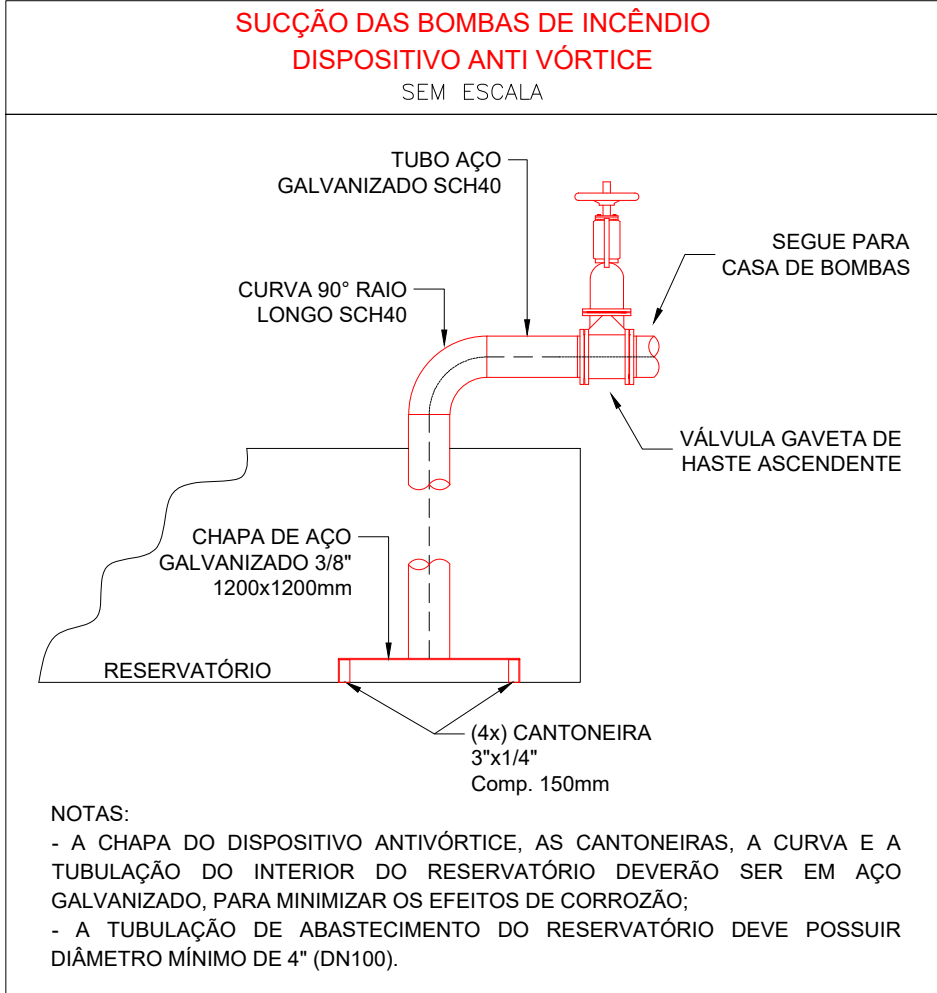 SUCÇÃO DAS BOMBAS DE INCÊNDIO
DISPOSITIVO ANTI VÓRTICE
SEM ESCALA
TUBO AÇO
GALVANIZADO SCH40
SEGUE PARA
CASA DE BOMBAS
CURVA 90° RAIO
LONGO SCH40
VÁLVULA GAVETA DE
HASTE ASCENDENTE
CHAPA DE AÇO
GALVANIZADO 3/8"
1200x1200mm
RESERVATÓRIO
(4x) CANTONEIRA
3"x1/4"
Comp. 150mm
NOTAS:
- A CHAPA DO DISPOSITIVO ANTIVÓRTICE, AS CANTONEIRAS, A CURVA E A
TUBULAÇÃO DO INTERIOR DO RESERVATÓRIO DEVERÃO SER EM AÇO
GALVANIZADO, PARA MINIMIZAR OS EFEITOS DE CORROZÃO;
- A TUBULAÇÃO DE ABASTECIMENTO DO RESERVATÓRIO DEVE POSSUIR
DIÂMETRO MÍNIMO DE 4" (DN100).